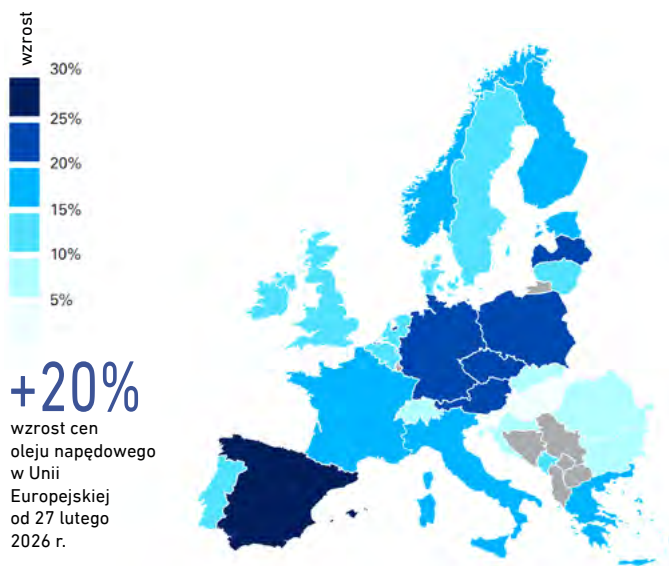 wzrost
30%
25%
20%
15%
10%
5%
+20%
wzrost cen
oleju napędowego
w Unii
Europejskiej
od 27 lutego
2026 r.